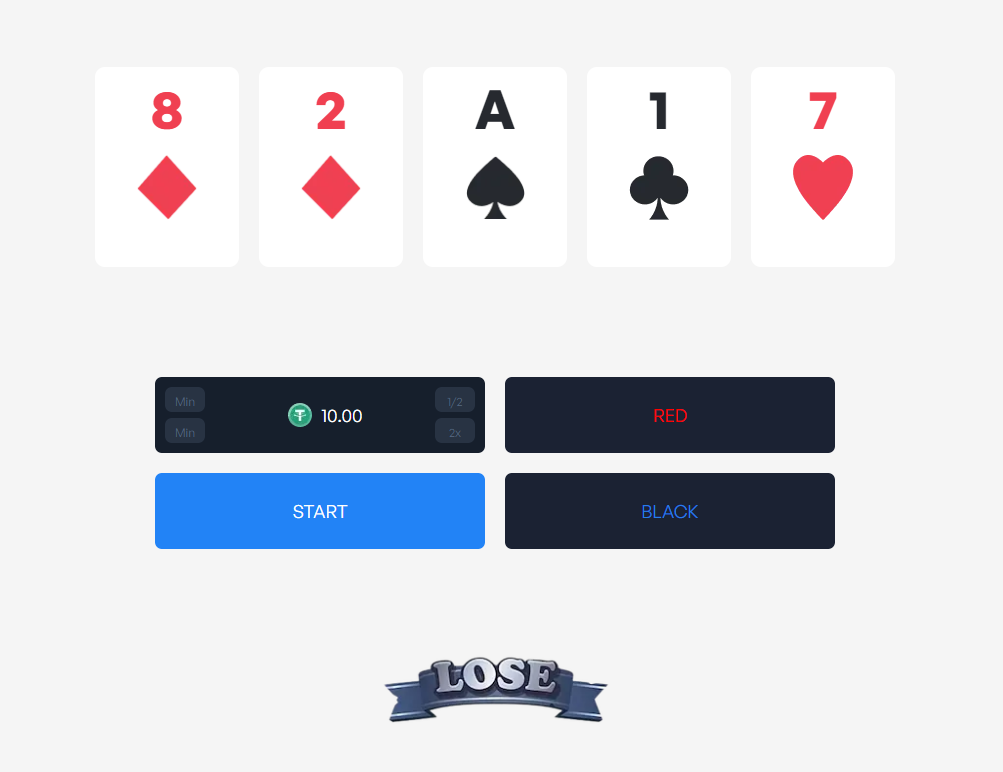 8 2 A 1 7
Min 1/2
10.00 RED
Min 2x
START BLACK
LOSE